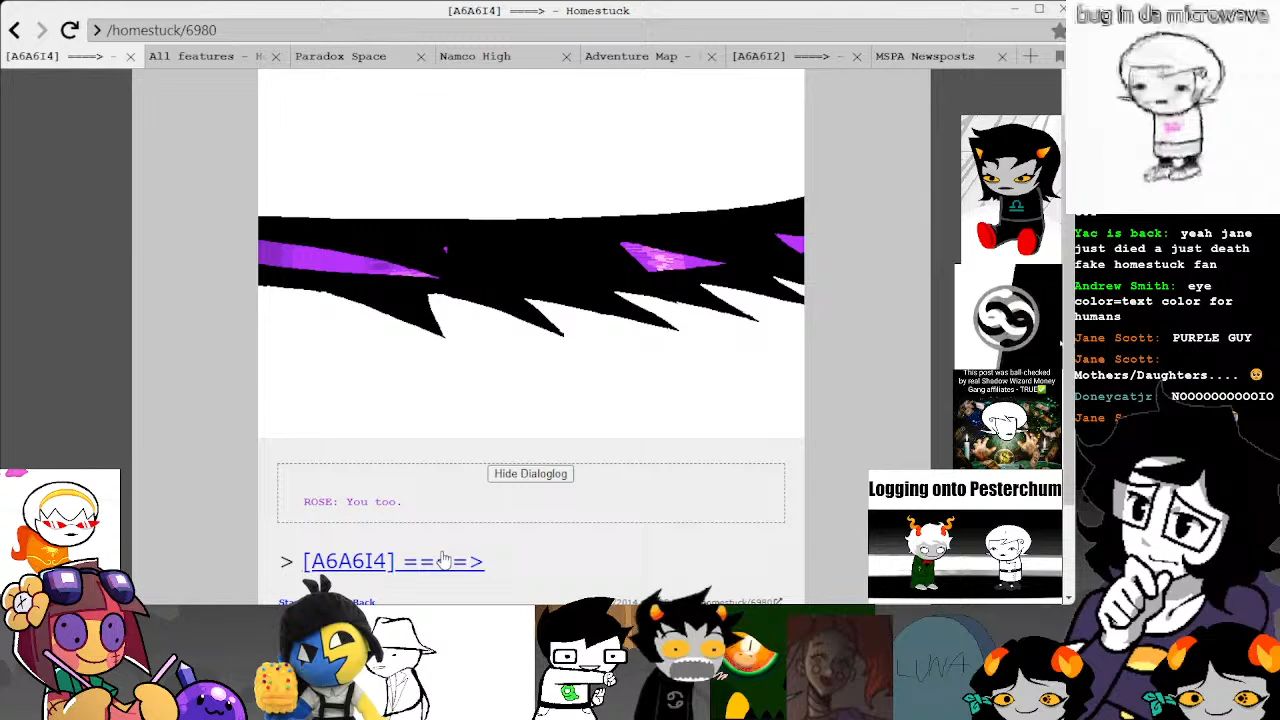 [A6A6I4] ====> - Homestuck
/homestuck/6980
[A6A6I4] ====> -
All features - H
Paradox Space
Namco High
Adventure Map -
[A6A6I2] ====> -
MSPA Newsposts
bug in da microwave
Yac is back: yeah jane
just died a just death
fake homestuck fan
Andrew Smith: eye
color=text color for
humans
Jane Scott: PURPLE GUY
Jane Scott:
Mothers/Daughters.... 🥺
Doneycatjr: NOOOOOOOOOOIO
Jane S
This post was ball-checked
by real Shadow Wizard Money
Gang affiliates - TRUE✅
Hide Dialoglog
ROSE: You too.
> [A6A6I4] ====>
Logging onto Pesterchum
LUNA